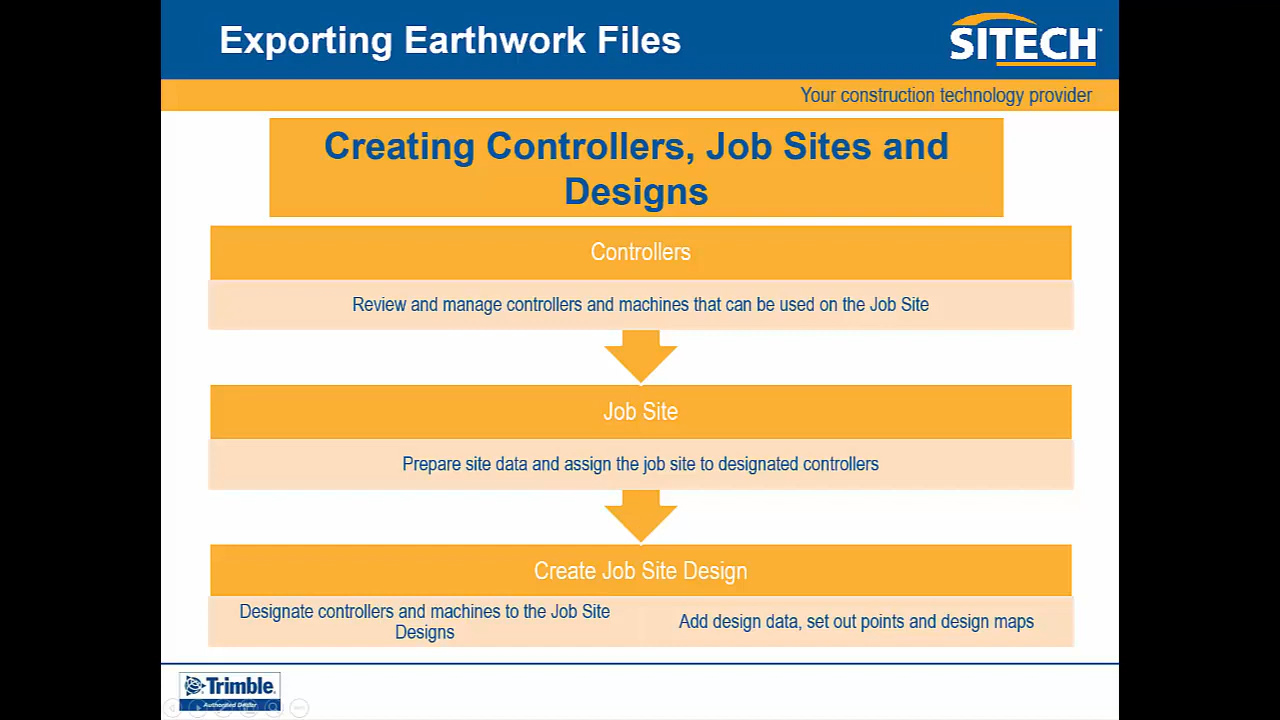 Exporting Earthwork Files
SITECH™
Your construction technology provider
Creating Controllers, Job Sites and
Designs
Controllers
Review and manage controllers and machines that can be used on the Job Site
Job Site
Prepare site data and assign the job site to designated controllers
Create Job Site Design
Designate controllers and machines to the Job Site
Designs
Add design data, set out points and design maps
Trimble
Authorized Dealer